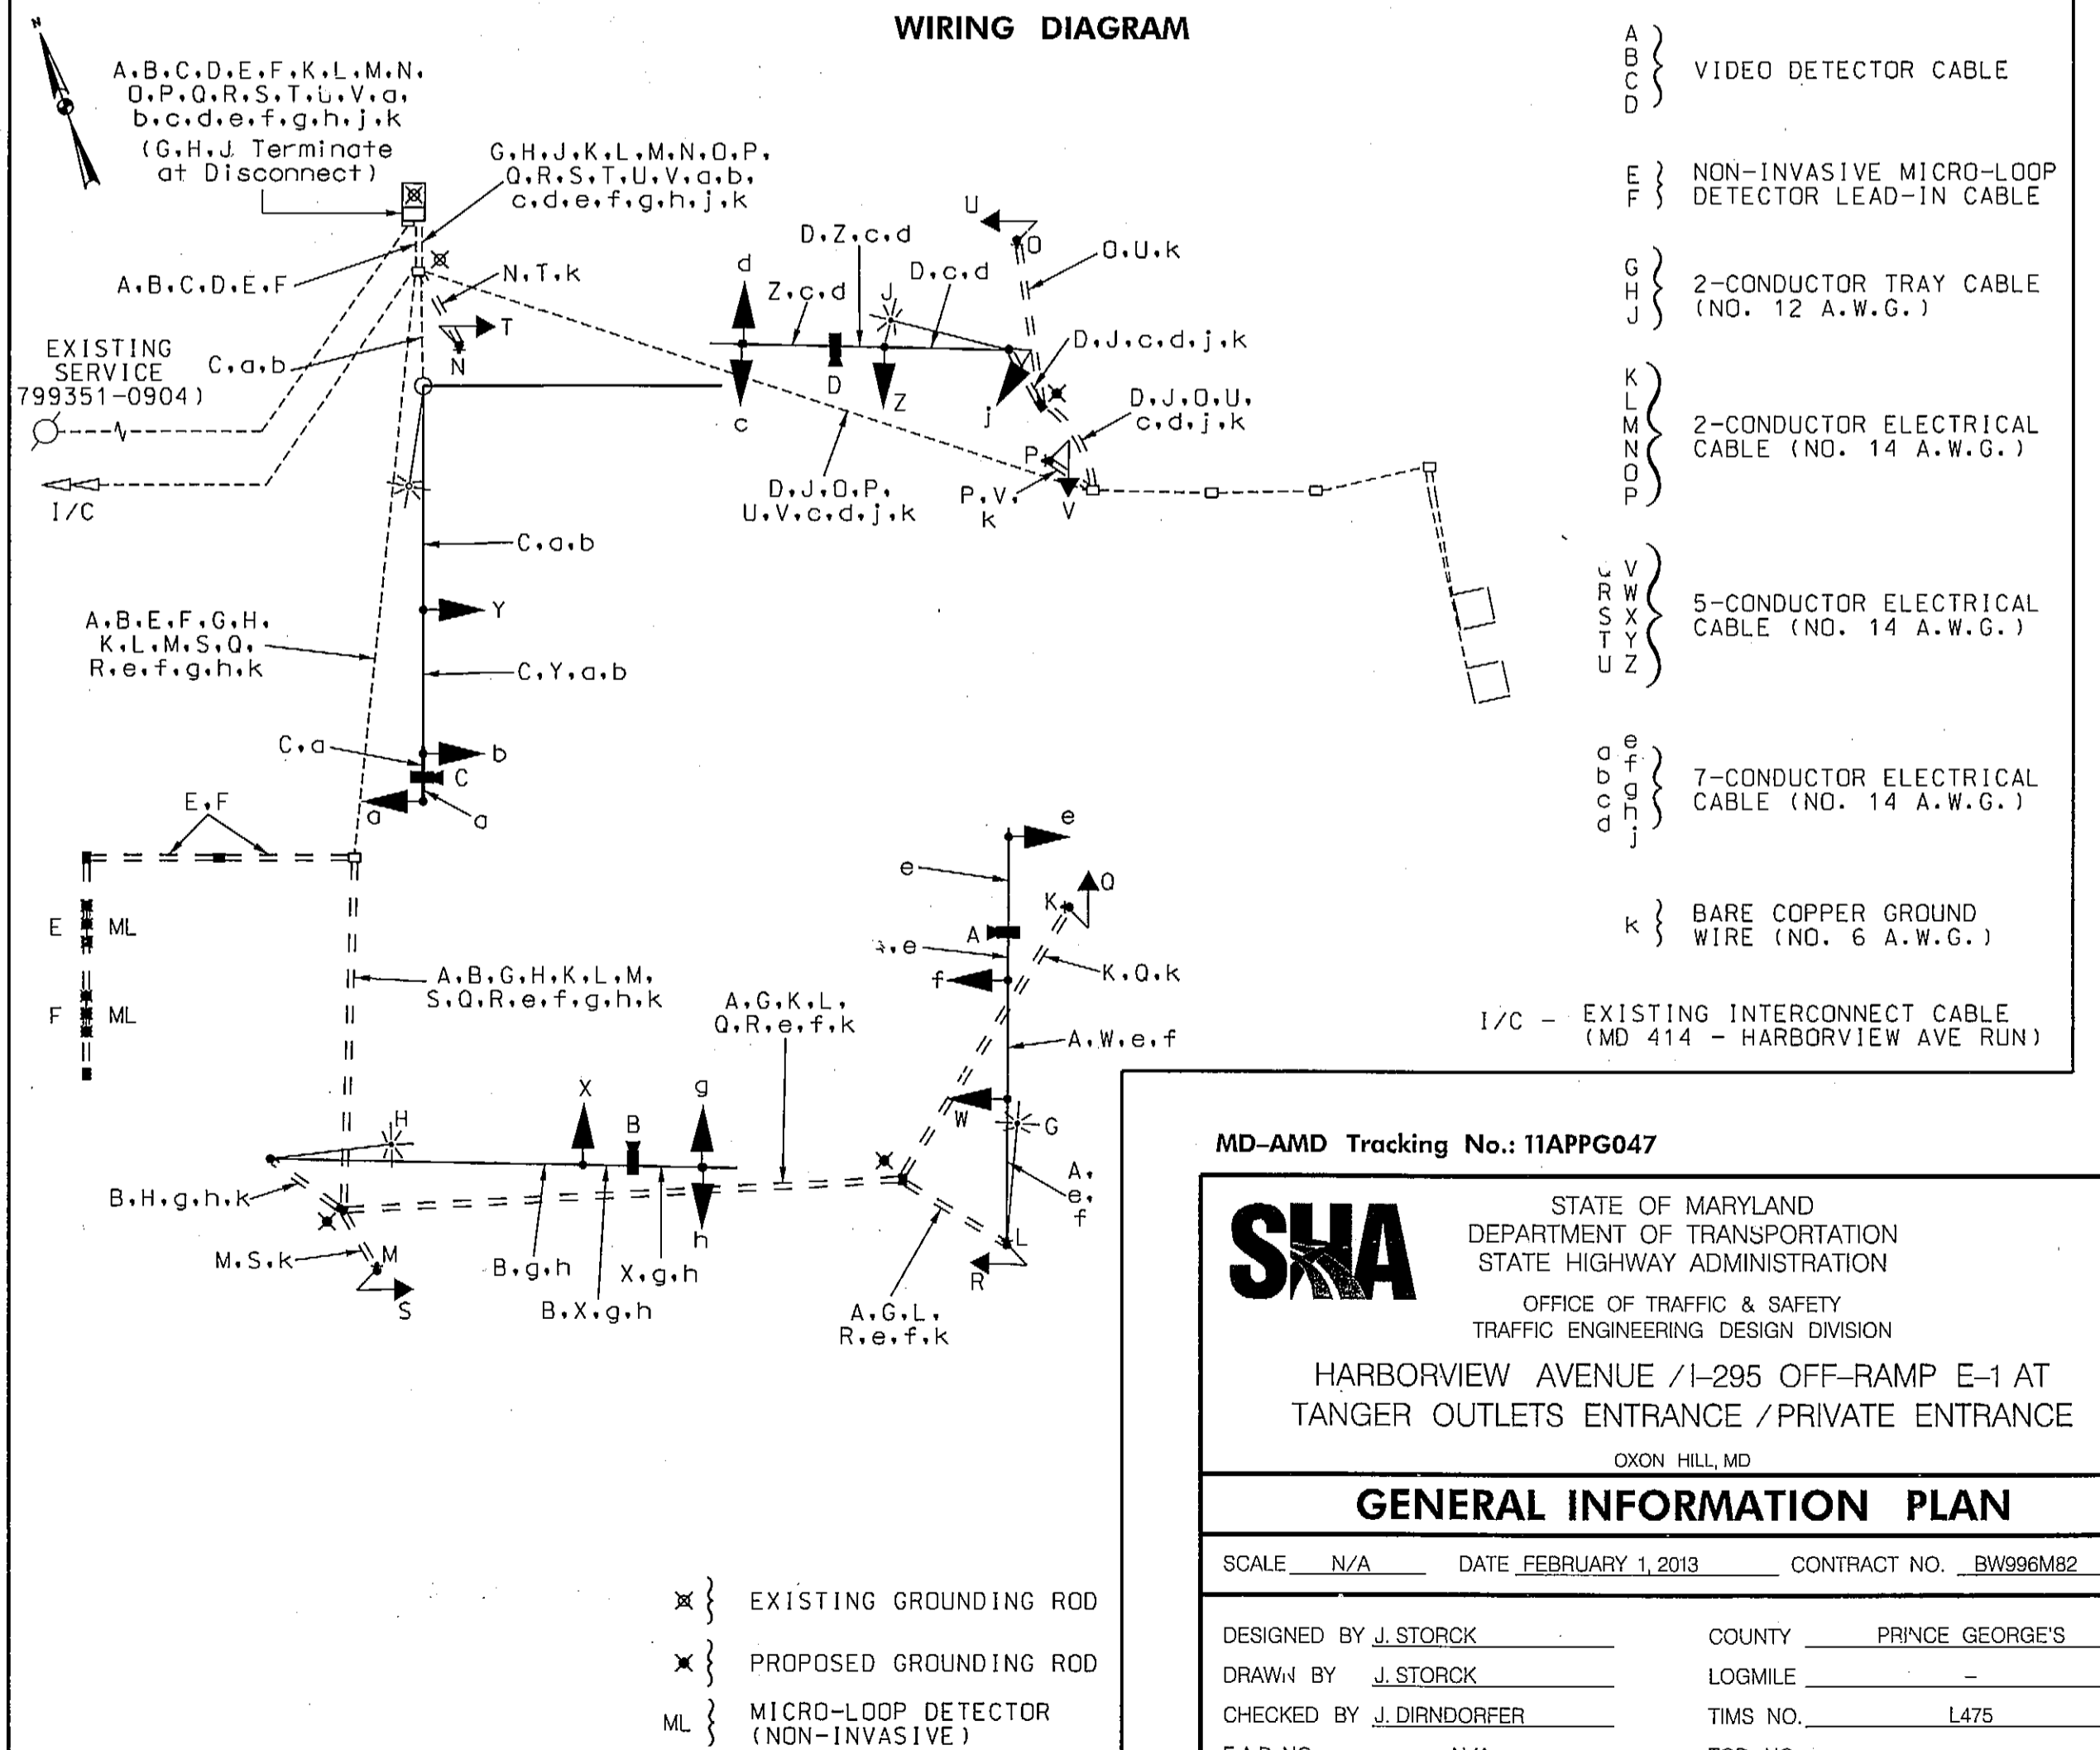 WIRING DIAGRAM
N
A,B,C,D,E,F,K,L,M,N,
O,P,Q,R,S,T,U,V,a,
b,c,d,e,f,g,h,j,k
(G,H,J Terminate
at Disconnect)
G,H,J,K,L,M,N,O,P,
Q,R,S,T,U,V,a,b,
c,d,e,f,g,h,j,k
A,B,C,D,E,F
N,T,k
T
N
EXISTING
SERVICE
799351-0904)
C,a,b
I/C
d
Z,c,d
D,Z,c,d
J
D,c,d
U
O
O,U,k
D,J,c,d,j,k
D,J,O,U,
c,d,j,k
c
D
Z
j
P
V
P,V,
k
D,J,O,P,
U,V,c,d,j,k
C,a,b
Y
C,Y,a,b
A,B,E,F,G,H,
K,L,M,S,Q,
R,e,f,g,h,k
C,a
b
C
a
a
E,F
E
ML
F
ML
A,B,G,H,K,L,M,
S,Q,R,e,f,g,h,k
A,G,K,L,
Q,R,e,f,k
e
e
Q
K
A
,e
f
K,Q,k
A,W,e,f
W
G
A,
e,
f
L
R
A,G,L,
R,e,f,k
H
X
B
g
h
B,H,g,h,k
M,S,k
M
S
B,g,h
X,g,h
B,X,g,h
A
B
C
D
VIDEO DETECTOR CABLE
E
F
NON-INVASIVE MICRO-LOOP
DETECTOR LEAD-IN CABLE
G
H
J
2-CONDUCTOR TRAY CABLE
(NO. 12 A.W.G.)
K
L
M
N
O
P
2-CONDUCTOR ELECTRICAL
CABLE (NO. 14 A.W.G.)
V
R W
S X
T Y
U Z
5-CONDUCTOR ELECTRICAL
CABLE (NO. 14 A.W.G.)
a e
b f
c g
d h
j
7-CONDUCTOR ELECTRICAL
CABLE (NO. 14 A.W.G.)
k
BARE COPPER GROUND
WIRE (NO. 6 A.W.G.)
I/C - EXISTING INTERCONNECT CABLE
(MD 414 - HARBORVIEW AVE RUN)
EXISTING GROUNDING ROD
PROPOSED GROUNDING ROD
ML
MICRO-LOOP DETECTOR
(NON-INVASIVE)
MD-AMD Tracking No.: 11APPG047
SHA
STATE OF MARYLAND
DEPARTMENT OF TRANSPORTATION
STATE HIGHWAY ADMINISTRATION
OFFICE OF TRAFFIC & SAFETY
TRAFFIC ENGINEERING DESIGN DIVISION
HARBORVIEW AVENUE / I-295 OFF-RAMP E-1 AT
TANGER OUTLETS ENTRANCE / PRIVATE ENTRANCE
OXON HILL, MD
GENERAL INFORMATION PLAN
SCALE N/A DATE FEBRUARY 1, 2013 CONTRACT NO. BW996M82
DESIGNED BY J. STORCK COUNTY PRINCE GEORGE'S
DRAWN BY J. STORCK LOGMILE -
CHECKED BY J. DIRNDORFER TIMS NO. L475